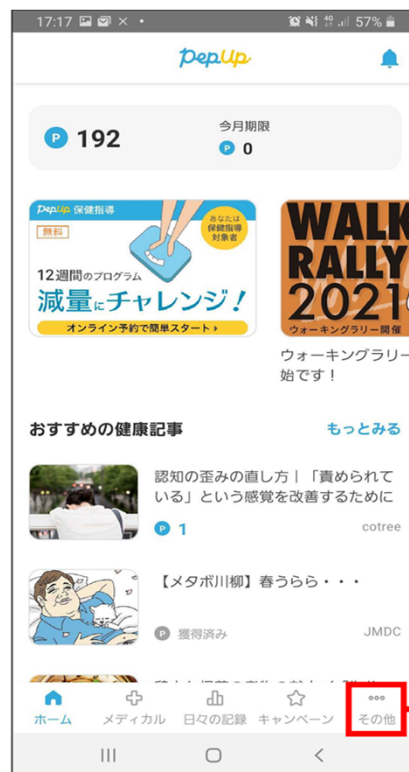 17:17
4G 57%
PepUp
P 192
今月期限
P 0
PepUp 保健指導
無料
あなたは
保健指導
対象者
12週間のプログラム
減量にチャレンジ！
オンライン予約で簡単スタート
WALK
RALLY
2021
ウォーキングラリー開催
ウォーキングラリー
始です！
おすすめの健康記事
もっとみる
認知の歪みの直し方｜「責められて
いる」という感覚を改善するために
P 1
cotree
【メタボ川柳】春うらら・・・
P 獲得済み
JMDC
ホーム
メディカル
日々の記録
キャンペーン
その他